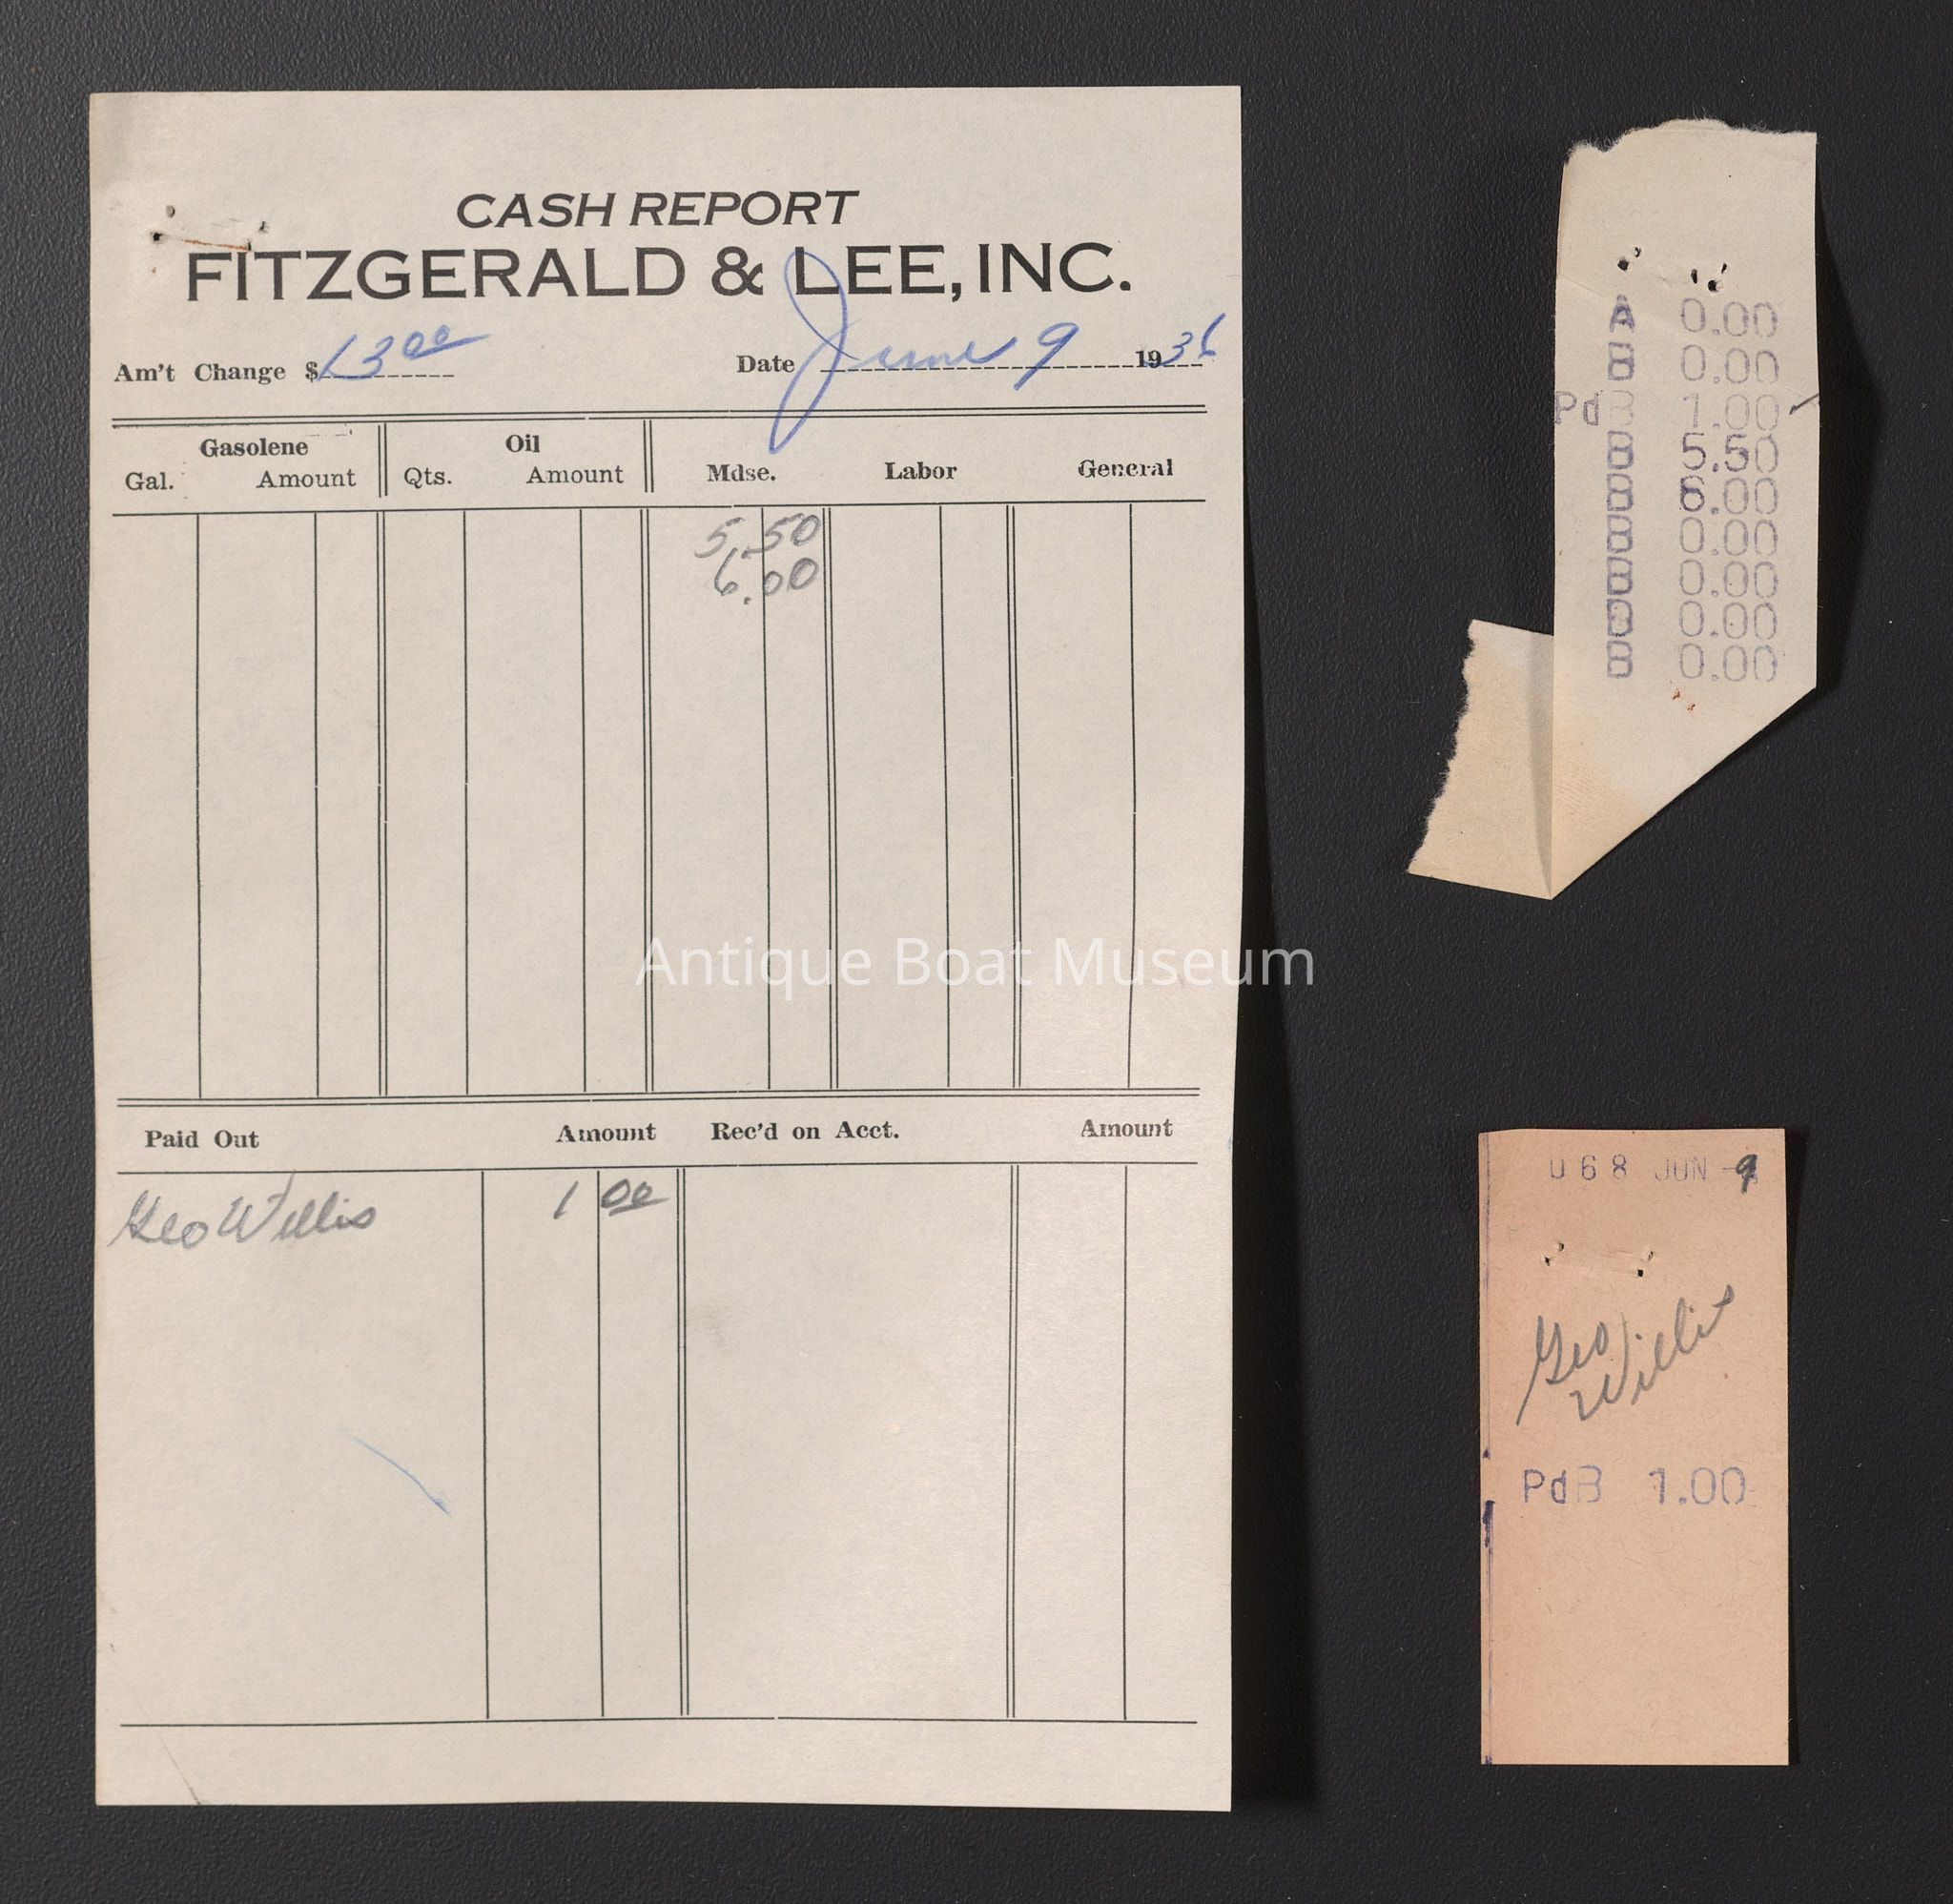 CASH REPORT
FITZGERALD & LEE, INC.
Am't Change $13 00 Date June 9 1936
Gasolene Oil
Gal. Amount Qts. Amount Mdse. Labor General
5.50
6.00
Paid Out Amount Rec'd on Acct. Amount
Geo Willis 1 00
A 0.00
B 0.00
Pd B 1.00
B 5.50
B 6.00
B 0.00
B 0.00
B 0.00
B 0.00
068 JUN -9
Geo
Willis
Pd B 1.00
Antique Boat Museum